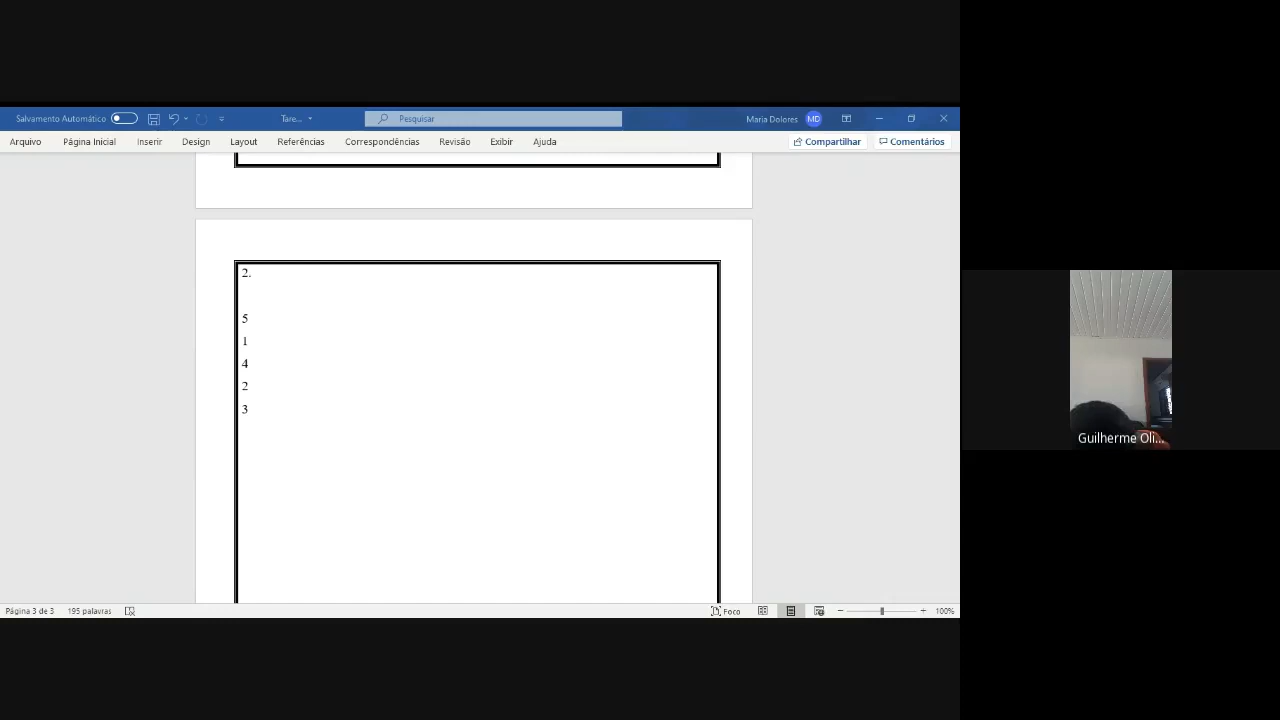 Salvamento Automático
Tare...
Pesquisar
Maria Dolores
MD
Arquivo
Página Inicial
Inserir
Design
Layout
Referências
Correspondências
Revisão
Exibir
Ajuda
Compartilhar
Comentários
2.
5
1
4
2
3
Guilherme Oli...
Página 3 de 3
195 palavras
Foco
100%